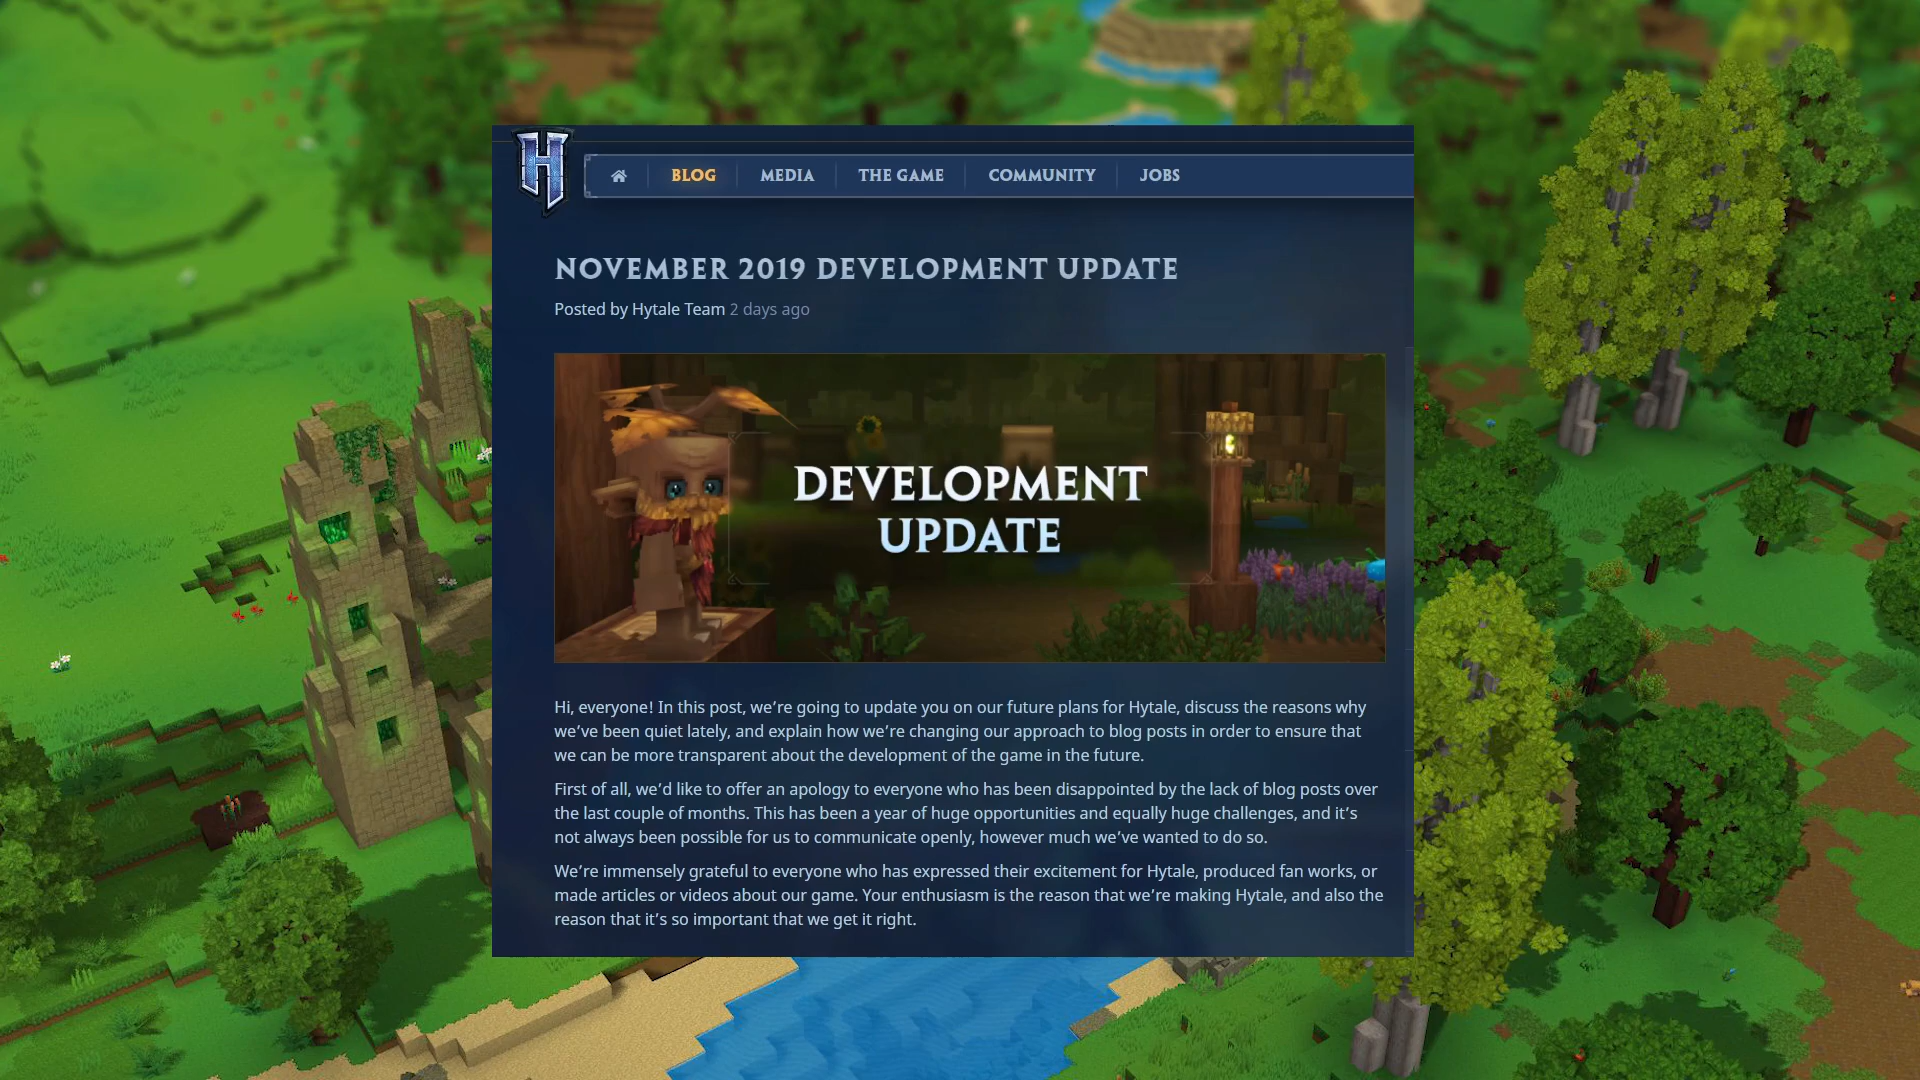 H
BLOG MEDIA THE GAME COMMUNITY JOBS
NOVEMBER 2019 DEVELOPMENT UPDATE
Posted by Hytale Team 2 days ago
DEVELOPMENT
UPDATE
Hi, everyone! In this post, we’re going to update you on our future plans for Hytale, discuss the reasons why
we’ve been quiet lately, and explain how we’re changing our approach to blog posts in order to ensure that
we can be more transparent about the development of the game in the future.
First of all, we’d like to offer an apology to everyone who has been disappointed by the lack of blog posts over
the last couple of months. This has been a year of huge opportunities and equally huge challenges, and it’s
not always been possible for us to communicate openly, however much we’ve wanted to do so.
We’re immensely grateful to everyone who has expressed their excitement for Hytale, produced fan works, or
made articles or videos about our game. Your enthusiasm is the reason that we’re making Hytale, and also the
reason that it’s so important that we get it right.